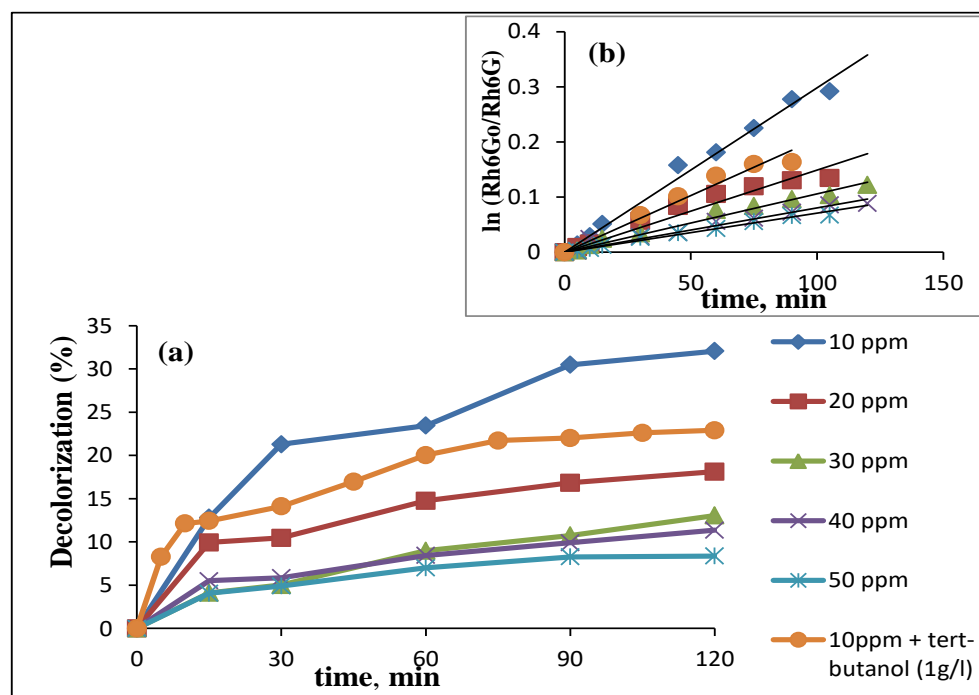 0.4
(b)
0.3
0.2
0.1
0
ln (Rh6Go/Rh6G)
0 50 100 150
time, min
35
(a)
30
25
20
15
10
5
0
Decolorization (%)
0 30 60 90 120
time, min
10 ppm
20 ppm
30 ppm
40 ppm
50 ppm
10ppm + tert-
butanol (1g/l)